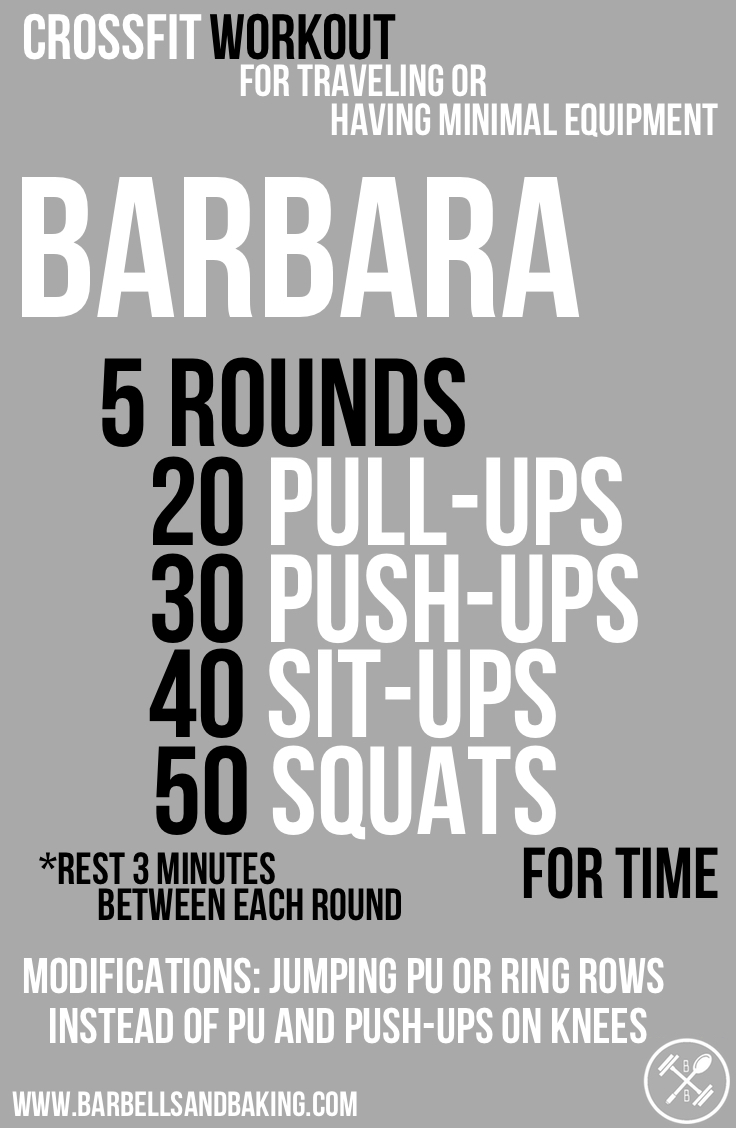 CROSSFIT WORKOUT
FOR TRAVELING OR
HAVING MINIMAL EQUIPMENT
BARBARA
5 ROUNDS
20 PULL-UPS
30 PUSH-UPS
40 SIT-UPS
50 SQUATS
FOR TIME
*REST 3 MINUTES
BETWEEN EACH ROUND
MODIFICATIONS: JUMPING PU OR RING ROWS
INSTEAD OF PU AND PUSH-UPS ON KNEES
B
B
WWW.BARBELLSANDBAKING.COM